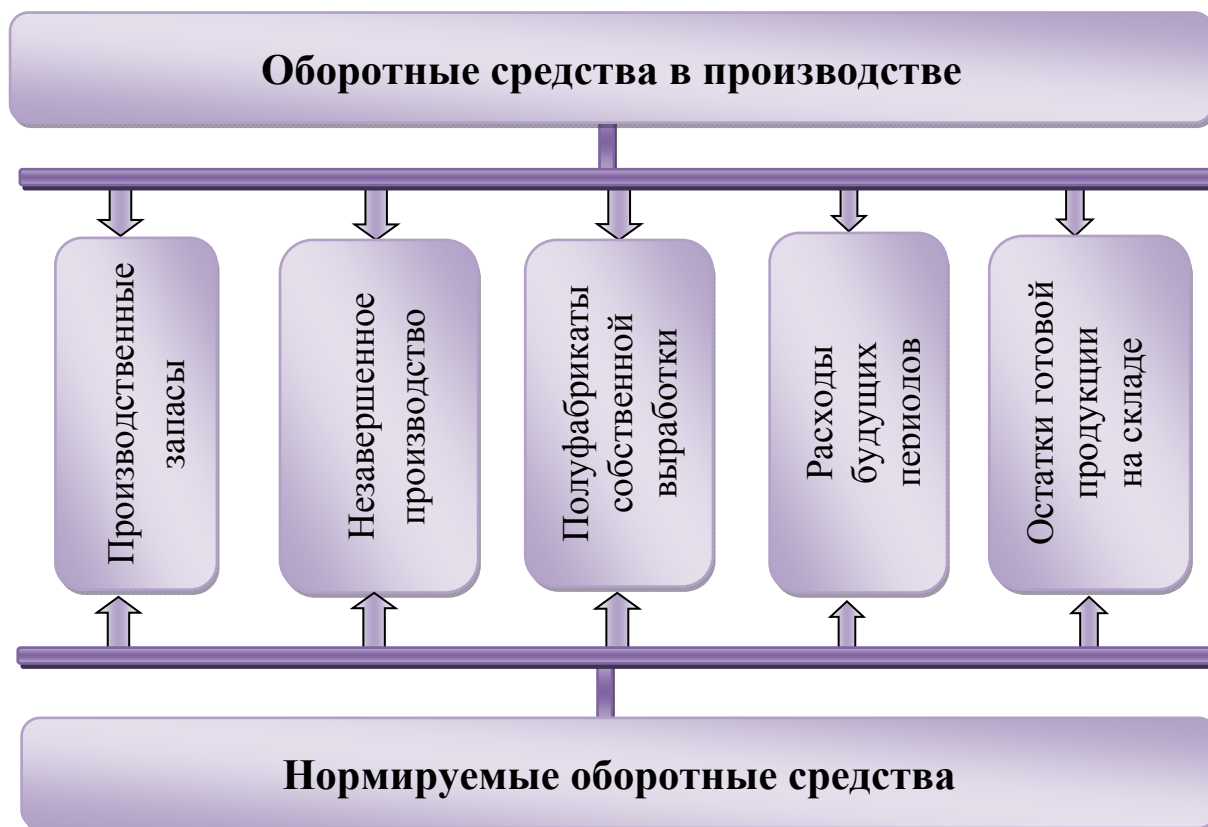 Оборотные средства в производстве
Производственные
запасы
Незавершенное
производство
Полуфабрикаты
собственной
выработки
Расходы
будущих
периодов
Остатки готовой
продукции
на складе
Нормируемые оборотные средства